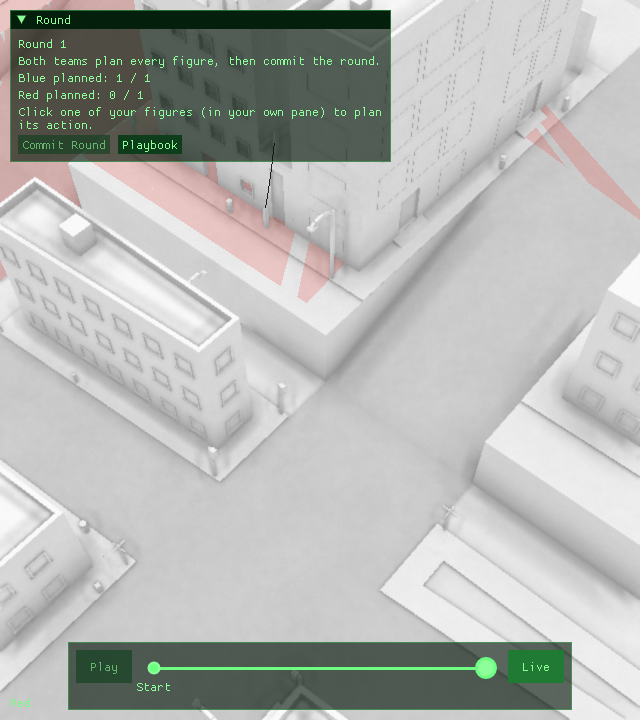 Round
Round 1
Both teams plan every figure, then commit the round.
Blue planned: 1 / 1
Red planned: 0 / 1
Click one of your figures (in your own pane) to plan
its action.
Commit Round
Playbook
Play
Live
Start